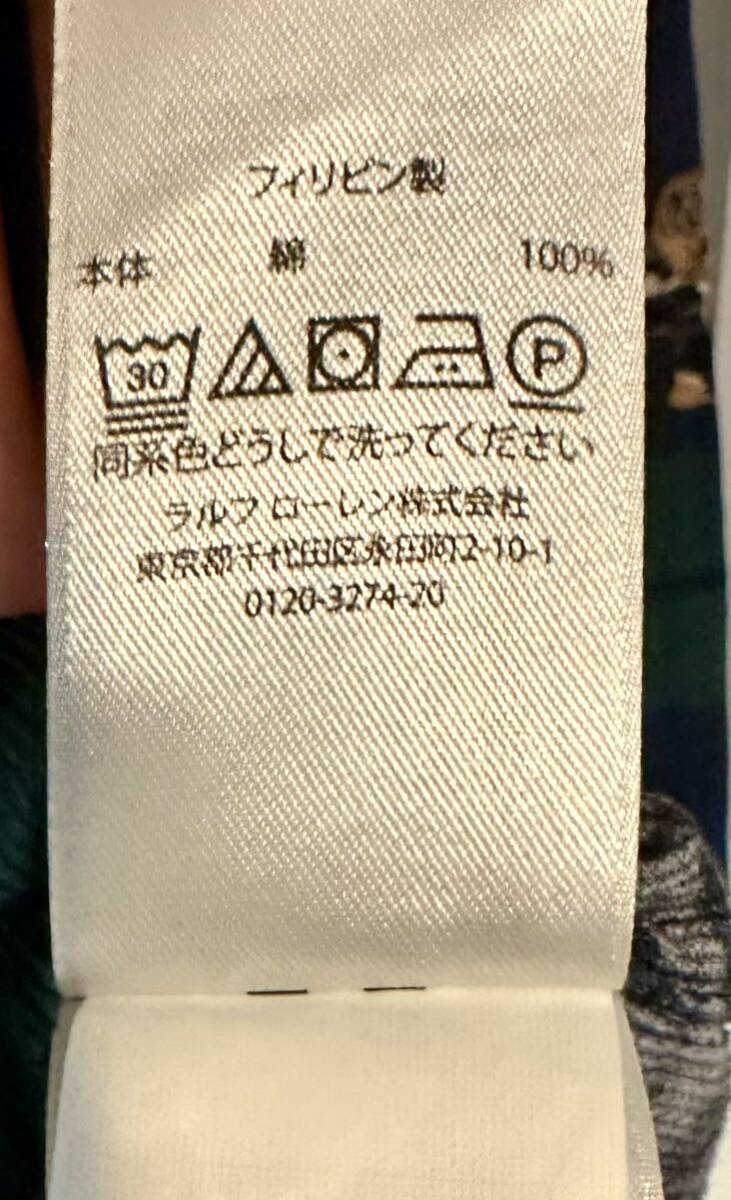 フィリピン製
本体 綿 100%
30 P
同系色どうしで洗ってください
ラルフ ローレン株式会社
東京都千代田区永田町2-10-1
0120-3274-20